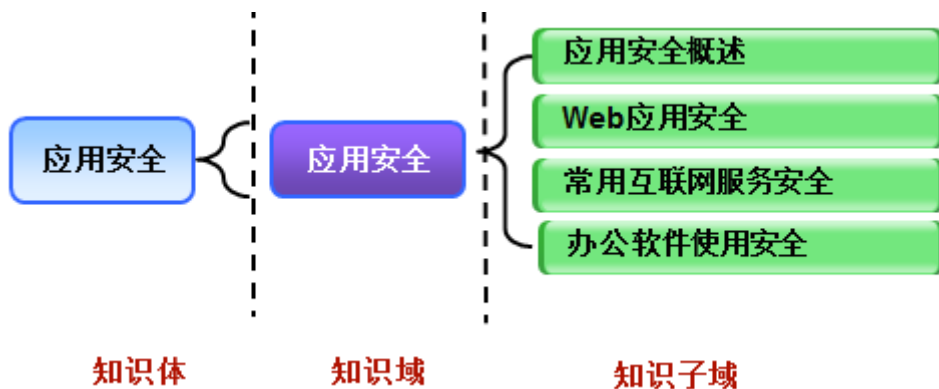 应用安全
应用安全
应用安全概述
Web应用安全
常用互联网服务安全
办公软件使用安全
知识体
知识域
知识子域